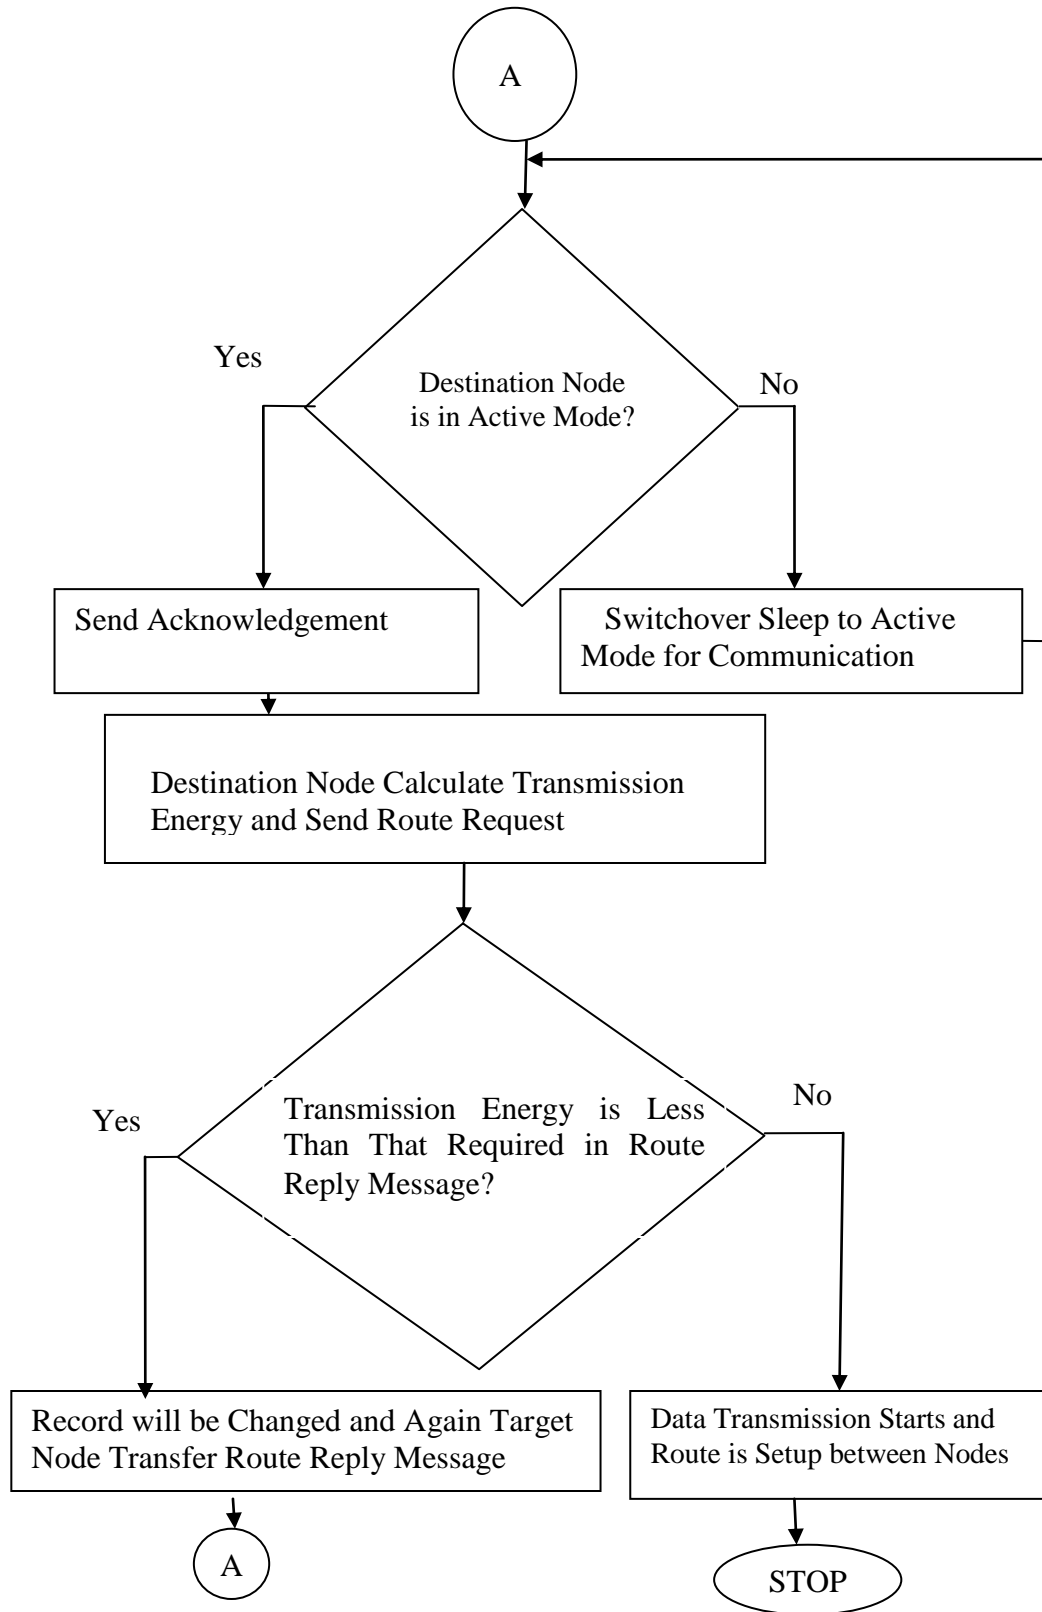 A
Yes
Destination Node
is in Active Mode?
No
Send Acknowledgement
Switchover Sleep to Active
Mode for Communication
Destination Node Calculate Transmission
Energy and Send Route Request
Yes
Transmission Energy is Less
Than That Required in Route
Reply Message?
No
Record will be Changed and Again Target
Node Transfer Route Reply Message
Data Transmission Starts and
Route is Setup between Nodes
A
STOP